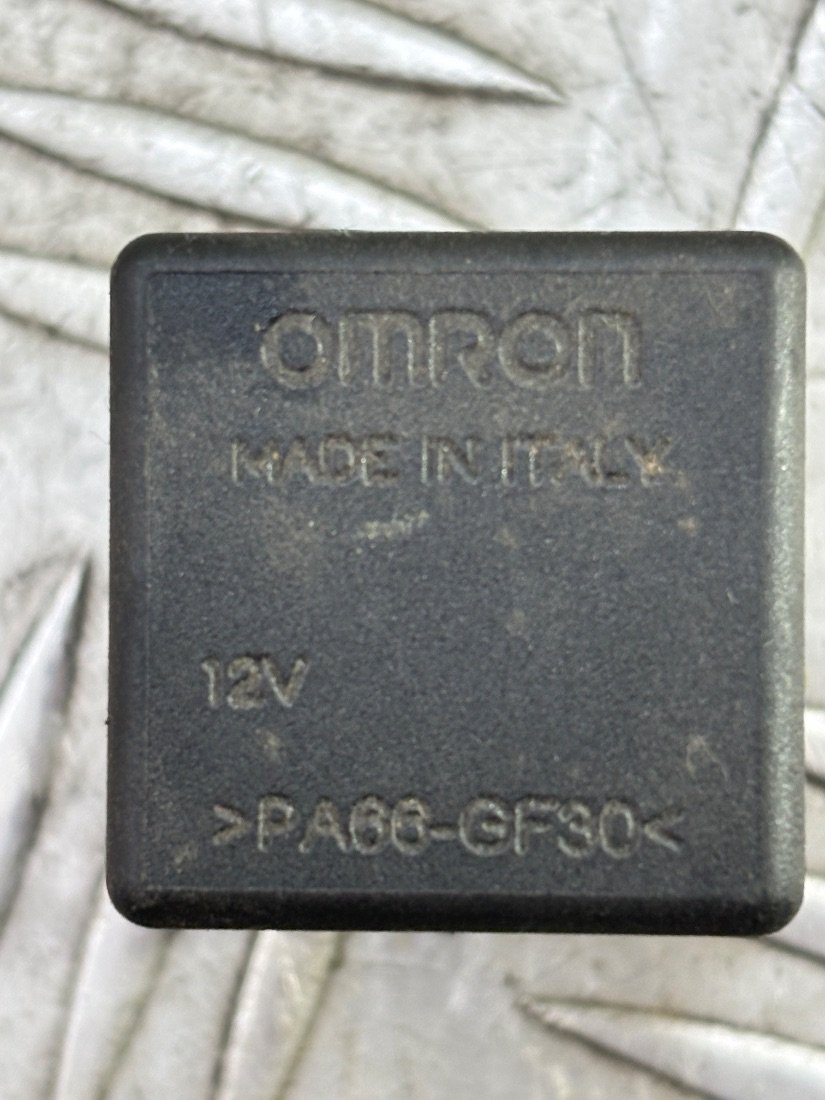 OMRON
MADE IN ITALY
12V
>PA66-GF30<